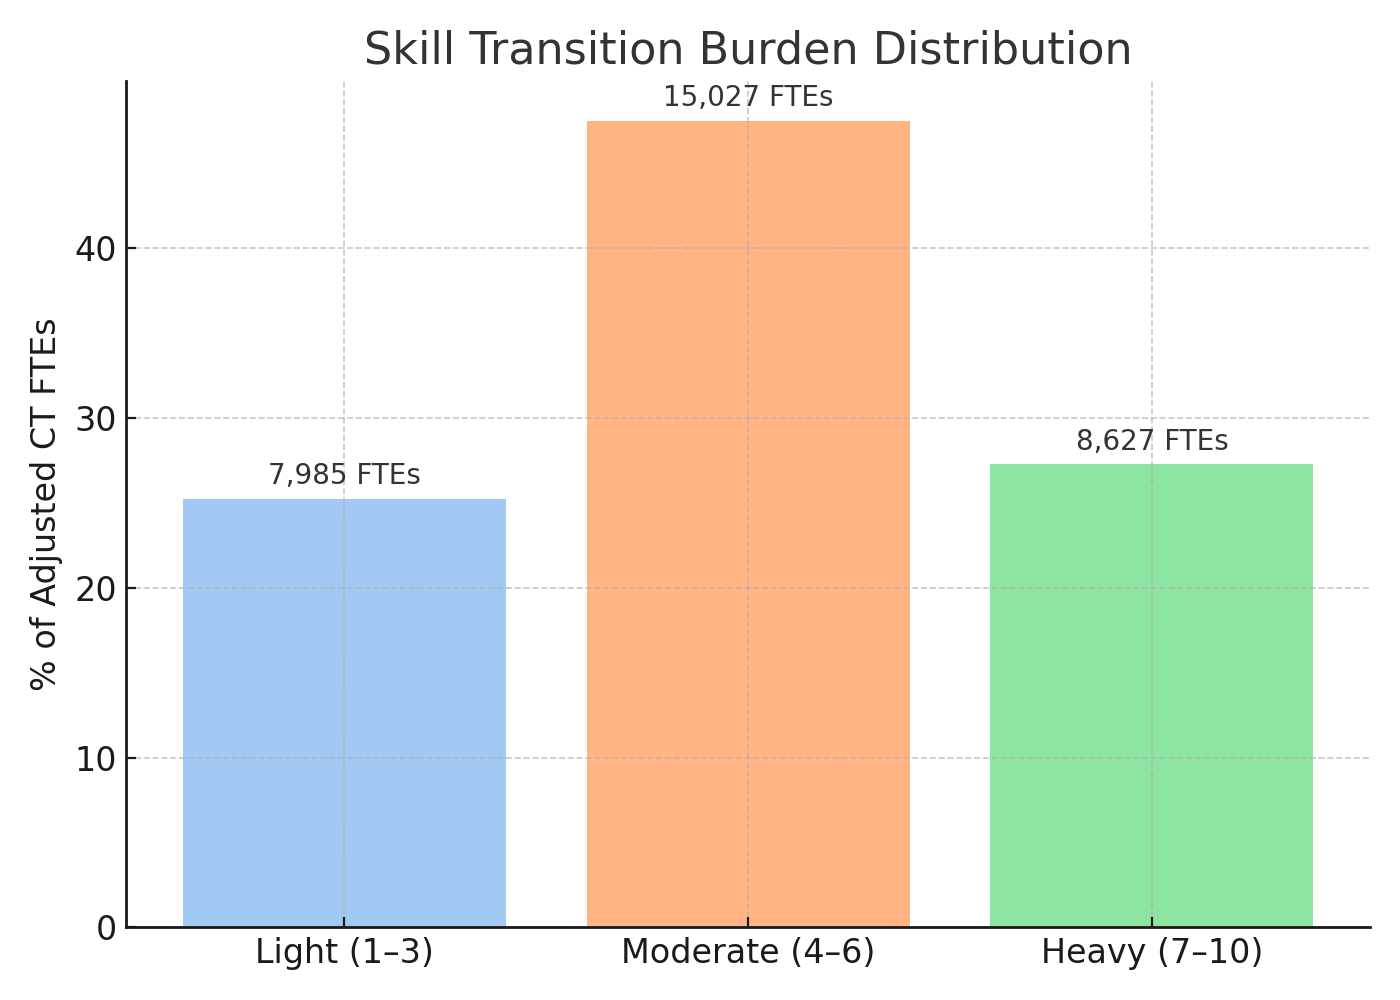 Skill Transition Burden Distribution
15,027 FTEs
40
30
8,627 FTEs
7,985 FTEs
20
10
0
% of Adjusted CT FTEs
Light (1–3)
Moderate (4–6)
Heavy (7–10)